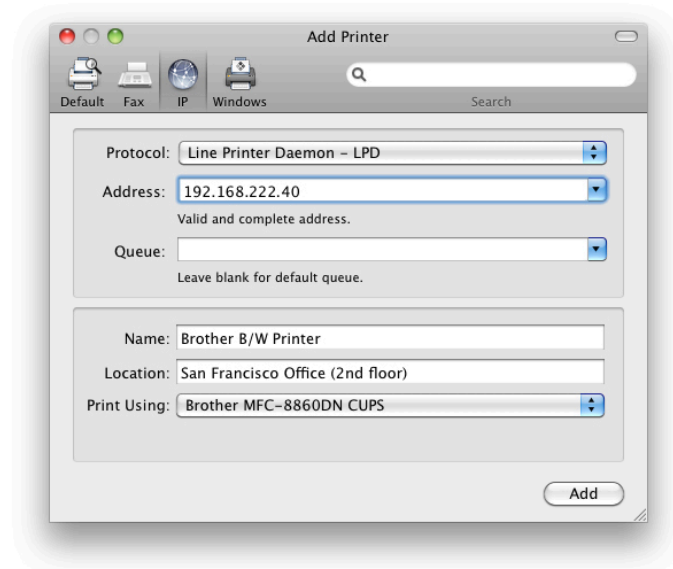 Add Printer
Default Fax IP Windows Search
Protocol: Line Printer Daemon – LPD
Address: 192.168.222.40
Valid and complete address.
Queue:
Leave blank for default queue.
Name: Brother B/W Printer
Location: San Francisco Office (2nd floor)
Print Using: Brother MFC-8860DN CUPS
Add